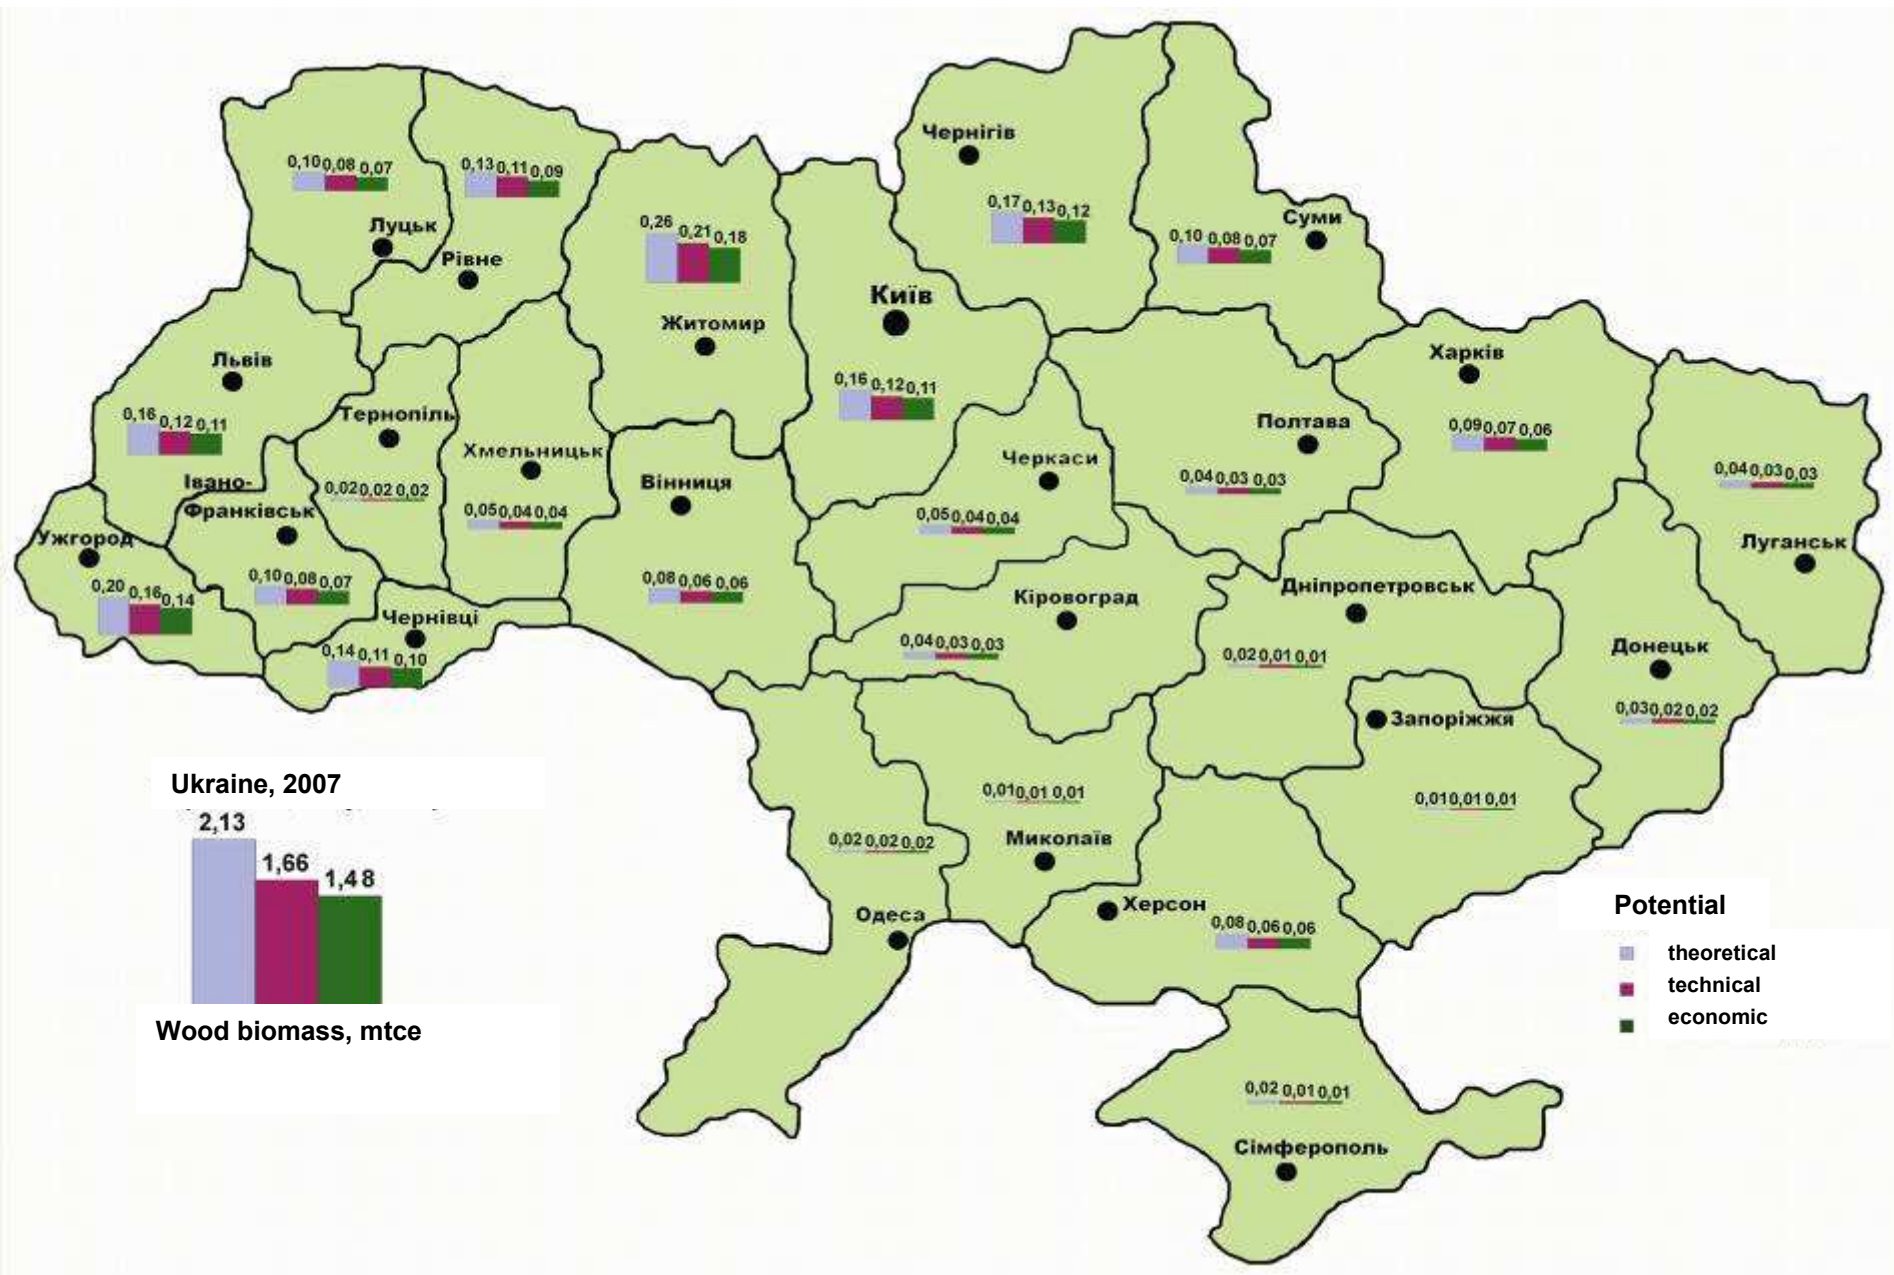 Чернігів
0,17 0,13 0,12
Суми
0,10 0,08 0,07
0,10 0,08 0,07
Луцьк
0,13 0,11 0,09
Рівне
0,26 0,21 0,18
Житомир
Київ
0,16 0,12 0,11
Львів
0,16 0,12 0,11
Тернопіль
0,02 0,02 0,02
Хмельницьк
0,05 0,04 0,04
Вінниця
0,08 0,06 0,06
Черкаси
0,05 0,04 0,04
Полтава
0,04 0,03 0,03
Харків
0,09 0,07 0,06
0,04 0,03 0,03
Луганськ
Івано-
Франківськ
0,10 0,08 0,07
Ужгород
0,20 0,16 0,14
Чернівці
0,14 0,11 0,10
Кіровоград
0,04 0,03 0,03
Дніпропетровськ
0,02 0,01 0,01
Донецьк
0,03 0,02 0,02
Запоріжжя
0,01 0,01 0,01
0,01 0,01 0,01
Миколаїв
0,02 0,02 0,02
Одеса
Херсон
0,08 0,06 0,06
0,02 0,01 0,01
Сімферополь
Ukraine, 2007
2,13
1,66
1,48
Wood biomass, mtce
Potential
theoretical
technical
economic